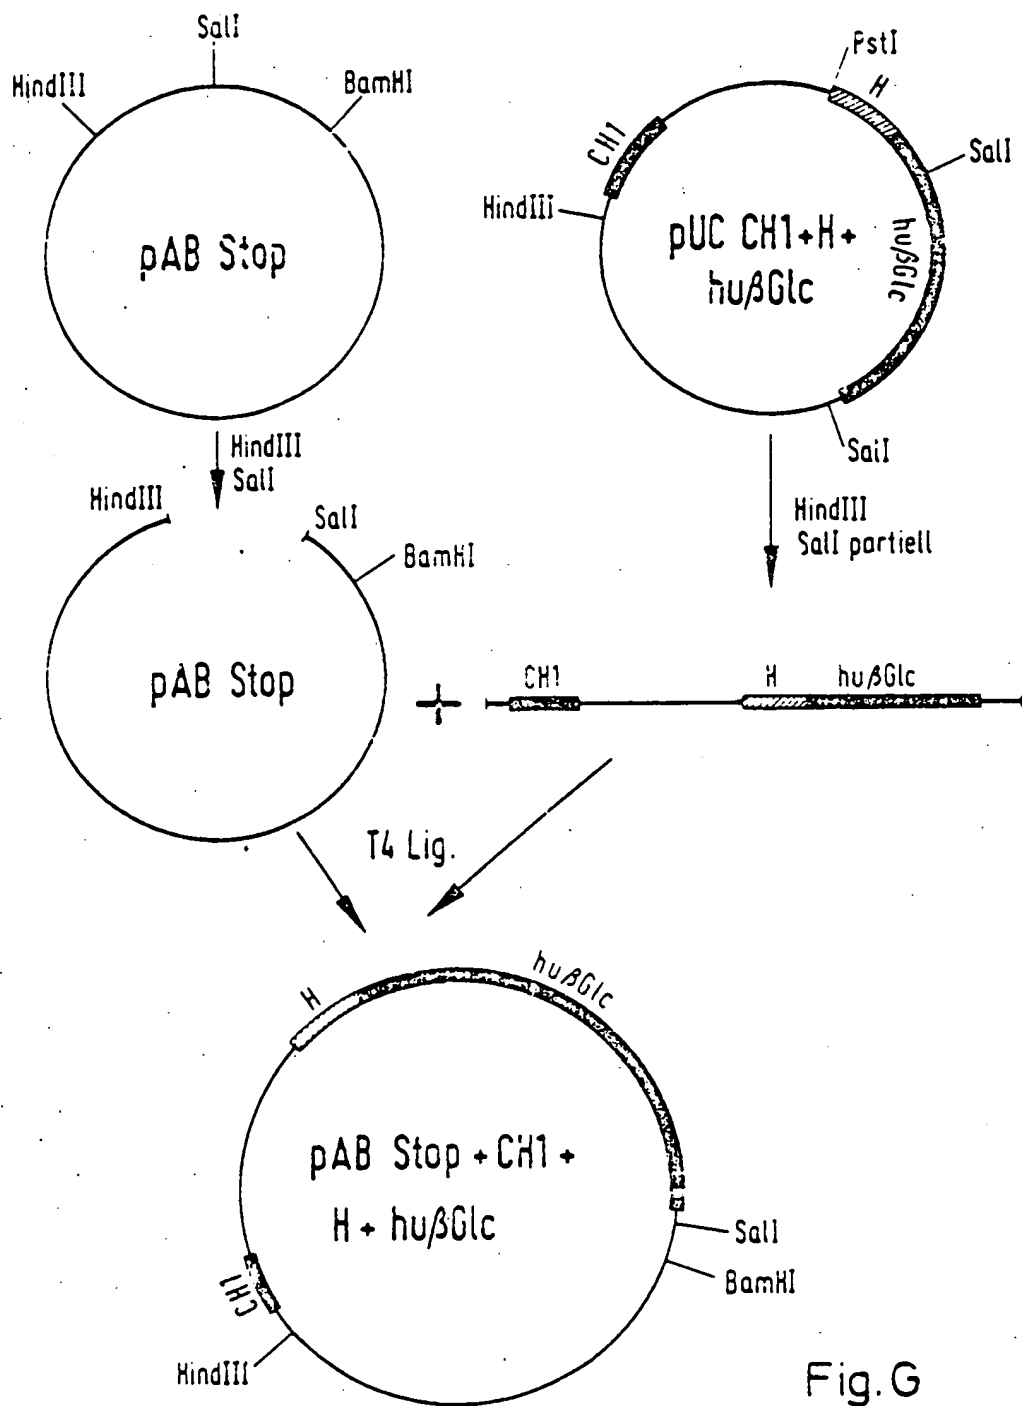 SalI
HindIII
BamHI
pAB Stop
HindIII
SalI
PstI
H
CH1
SalI
HindIII
pUC CH1+H+
huβGlc
huβGlc
SalI
HindIII
SalI partiell
HindIII
SalI
BamHI
pAB Stop
+
CH1
H
huβGlc
T4 Lig.
H
huβGlc
pAB Stop + CH1 +
H + huβGlc
SalI
BamHI
CH1
HindIII
Fig. G